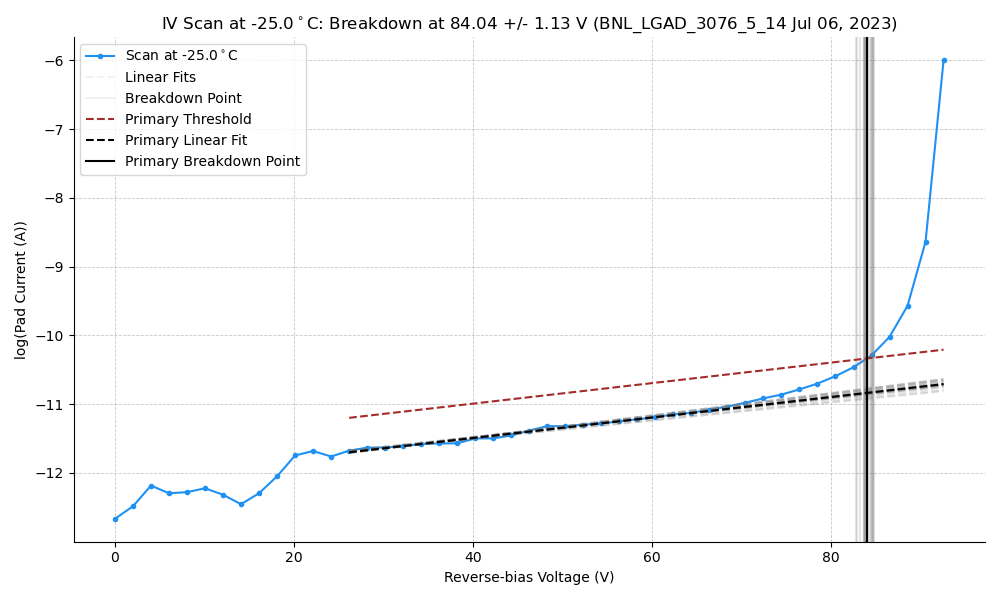 IV Scan at -25.0°C: Breakdown at 84.04 +/- 1.13 V (BNL_LGAD_3076_5_14 Jul 06, 2023)
Scan at -25.0°C
Linear Fits
Breakdown Point
Primary Threshold
Primary Linear Fit
Primary Breakdown Point
log(Pad Current (A))
−6
−7
−8
−9
−10
−11
−12
0 20 40 60 80
Reverse-bias Voltage (V)